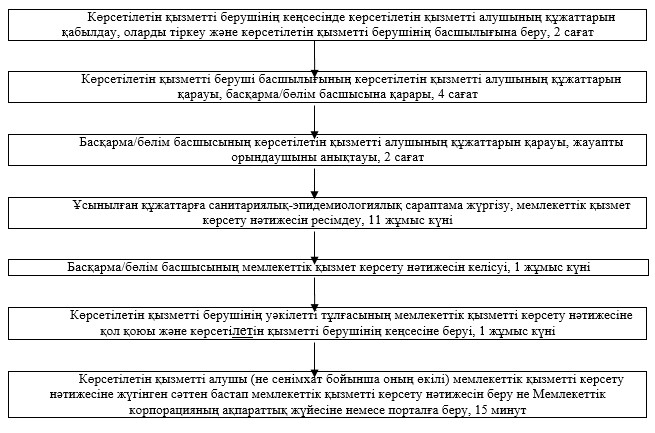 Көрсетілетін қызметті берушінің кеңсесінде көрсетілетін қызметті алушының құжаттарын
қабылдау, оларды тіркеу және көрсетілетін қызметті берушінің басшылығына беру, 2 сағат
Көрсетілетін қызметті беруші басшылығының көрсетілетін қызметті алушының құжаттарын
қарауы, басқарма/бөлім басшысына қарары, 4 сағат
Басқарма/бөлім басшысының көрсетілетін қызметті алушының құжаттарын қарауы, жауапты
орындаушыны анықтауы, 2 сағат
Ұсынылған құжаттарға санитариялық-эпидемиологиялық сараптама жүргізу, мемлекеттік қызмет
көрсету нәтижесін ресімдеу, 11 жұмыс күні
Басқарма/бөлім басшысының мемлекеттік қызмет көрсету нәтижесін келісуі, 1 жұмыс күні
Көрсетілетін қызметті берушінің уәкілетті тұлғасының мемлекеттік қызметті көрсету нәтижесіне
қол қоюы және көрсетілетін қызметті берушінің кеңсесіне беруі, 1 жұмыс күні
Көрсетілетін қызметті алушы (не сенімхат бойынша оның өкілі) мемлекеттік қызметті көрсету
нәтижесіне жүгінген сәттен бастап мемлекеттік қызметті көрсету нәтижесін беру не Мемлекеттік
корпорацияның ақпараттық жүйесіне немесе порталға беру, 15 минут